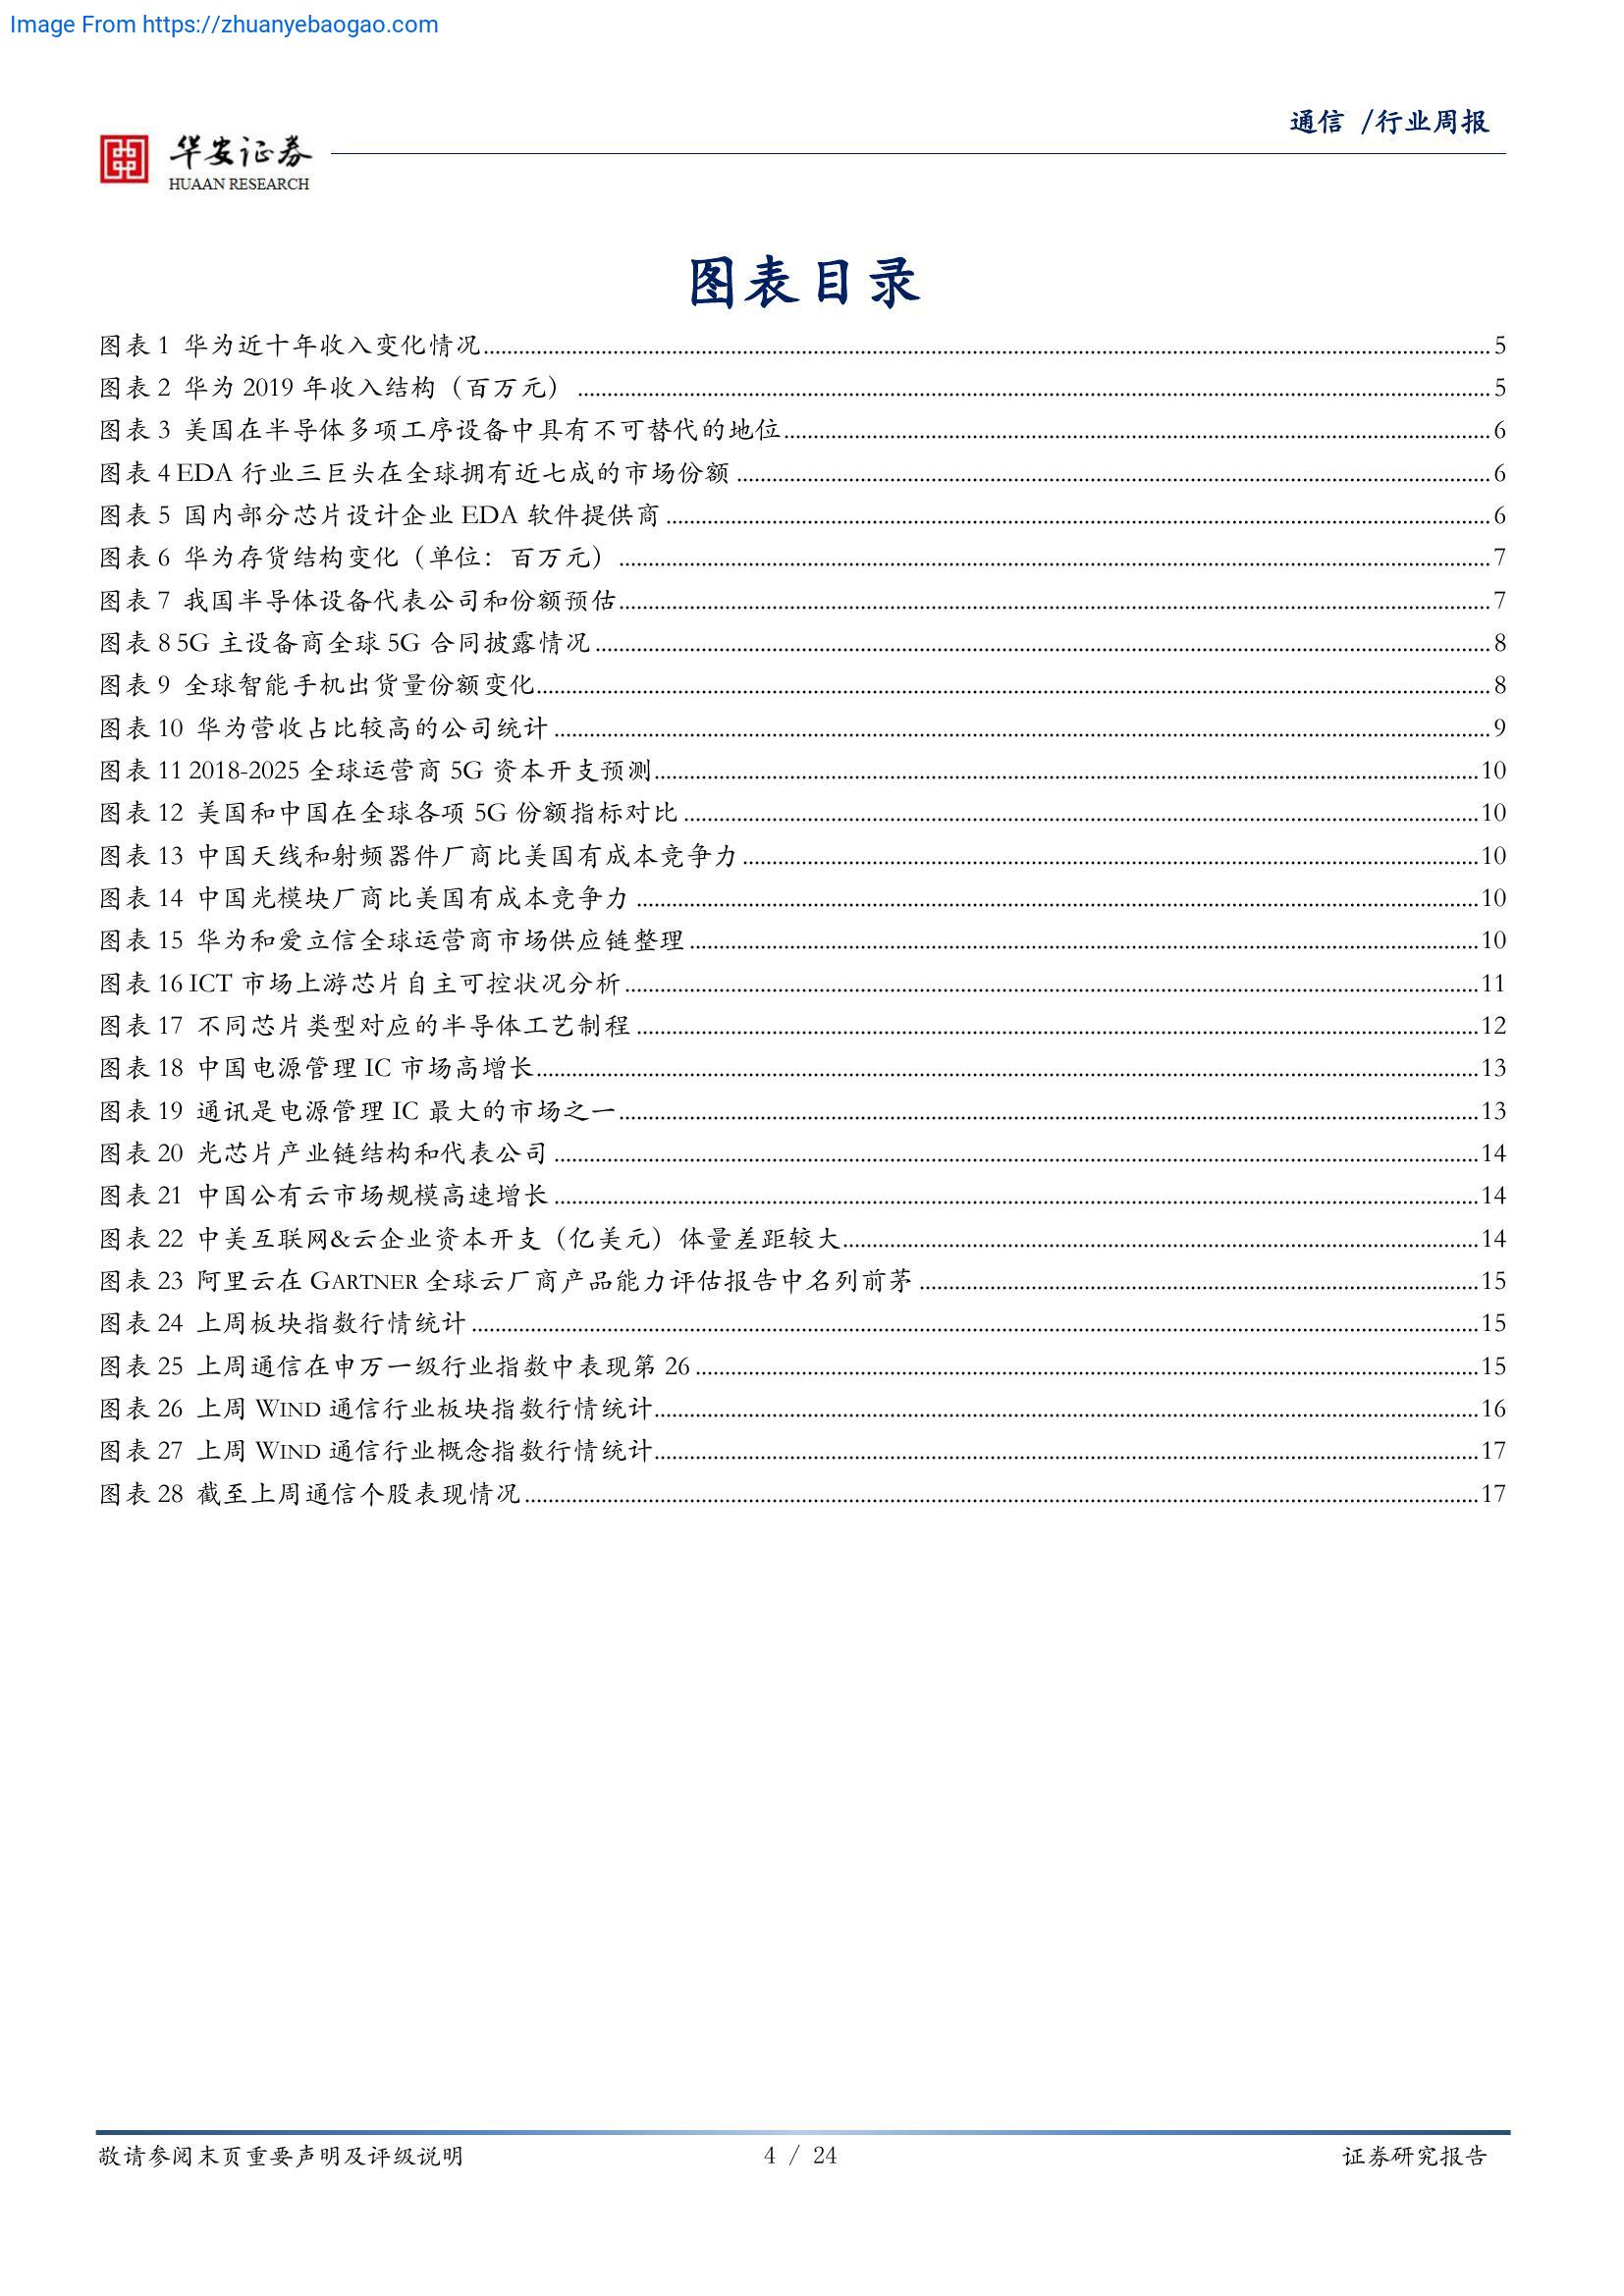 Image From https://zhuanyebaogao.com
通信 /行业周报
华安证券
HUAAN RESEARCH
图表目录
图表 1 华为近十年收入变化情况 5
图表 2 华为 2019 年收入结构（百万元） 5
图表 3 美国在半导体多项工序设备中具有不可替代的地位 6
图表 4 EDA 行业三巨头在全球拥有近七成的市场份额 6
图表 5 国内部分芯片设计企业 EDA 软件提供商 6
图表 6 华为存货结构变化（单位：百万元） 7
图表 7 我国半导体设备代表公司和份额预估 7
图表 8 5G 主设备商全球 5G 合同披露情况 8
图表 9 全球智能手机出货量份额变化 8
图表 10 华为营收占比较高的公司统计 9
图表 11 2018-2025 全球运营商 5G 资本开支预测 10
图表 12 美国和中国在全球各项 5G 份额指标对比 10
图表 13 中国天线和射频器件厂商比美国有成本竞争力 10
图表 14 中国光模块厂商比美国有成本竞争力 10
图表 15 华为和爱立信全球运营商市场供应链整理 10
图表 16 ICT 市场上游芯片自主可控状况分析 11
图表 17 不同芯片类型对应的半导体工艺制程 12
图表 18 中国电源管理 IC 市场高增长 13
图表 19 通讯是电源管理 IC 最大的市场之一 13
图表 20 光芯片产业链结构和代表公司 14
图表 21 中国公有云市场规模高速增长 14
图表 22 中美互联网&云企业资本开支（亿美元）体量差距较大 14
图表 23 阿里云在 GARTNER 全球云厂商产品能力评估报告中名列前茅 15
图表 24 上周板块指数行情统计 15
图表 25 上周通信在申万一级行业指数中表现第 26 15
图表 26 上周 WIND 通信行业板块指数行情统计 16
图表 27 上周 WIND 通信行业概念指数行情统计 17
图表 28 截至上周通信个股表现情况 17
敬请参阅末页重要声明及评级说明 4 / 24 证券研究报告